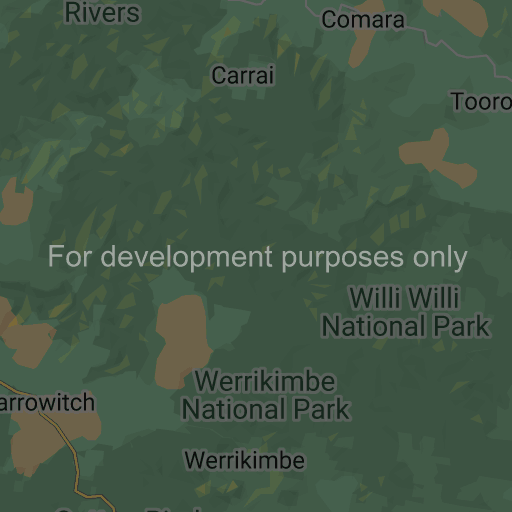 Rivers
Comara
Carrai
Tooro
For development purposes only
Willi Willi
National Park
Werrikimbe
National Park
arrowitch
Werrikimbe